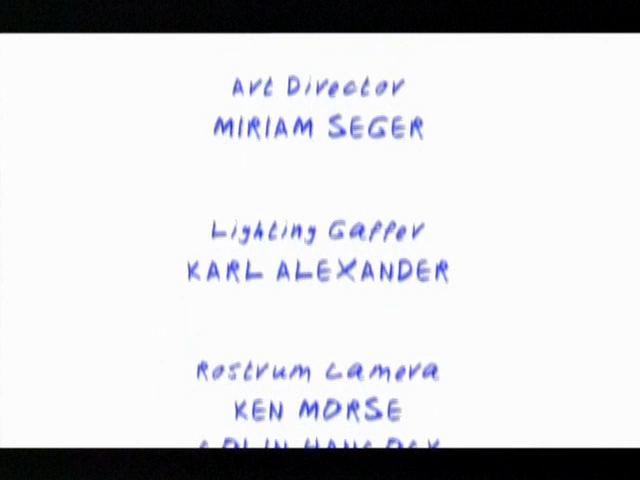 Art Director
MIRIAM SEGER
Lighting Gaffer
KARL ALEXANDER
Rostrum Camera
KEN MORSE